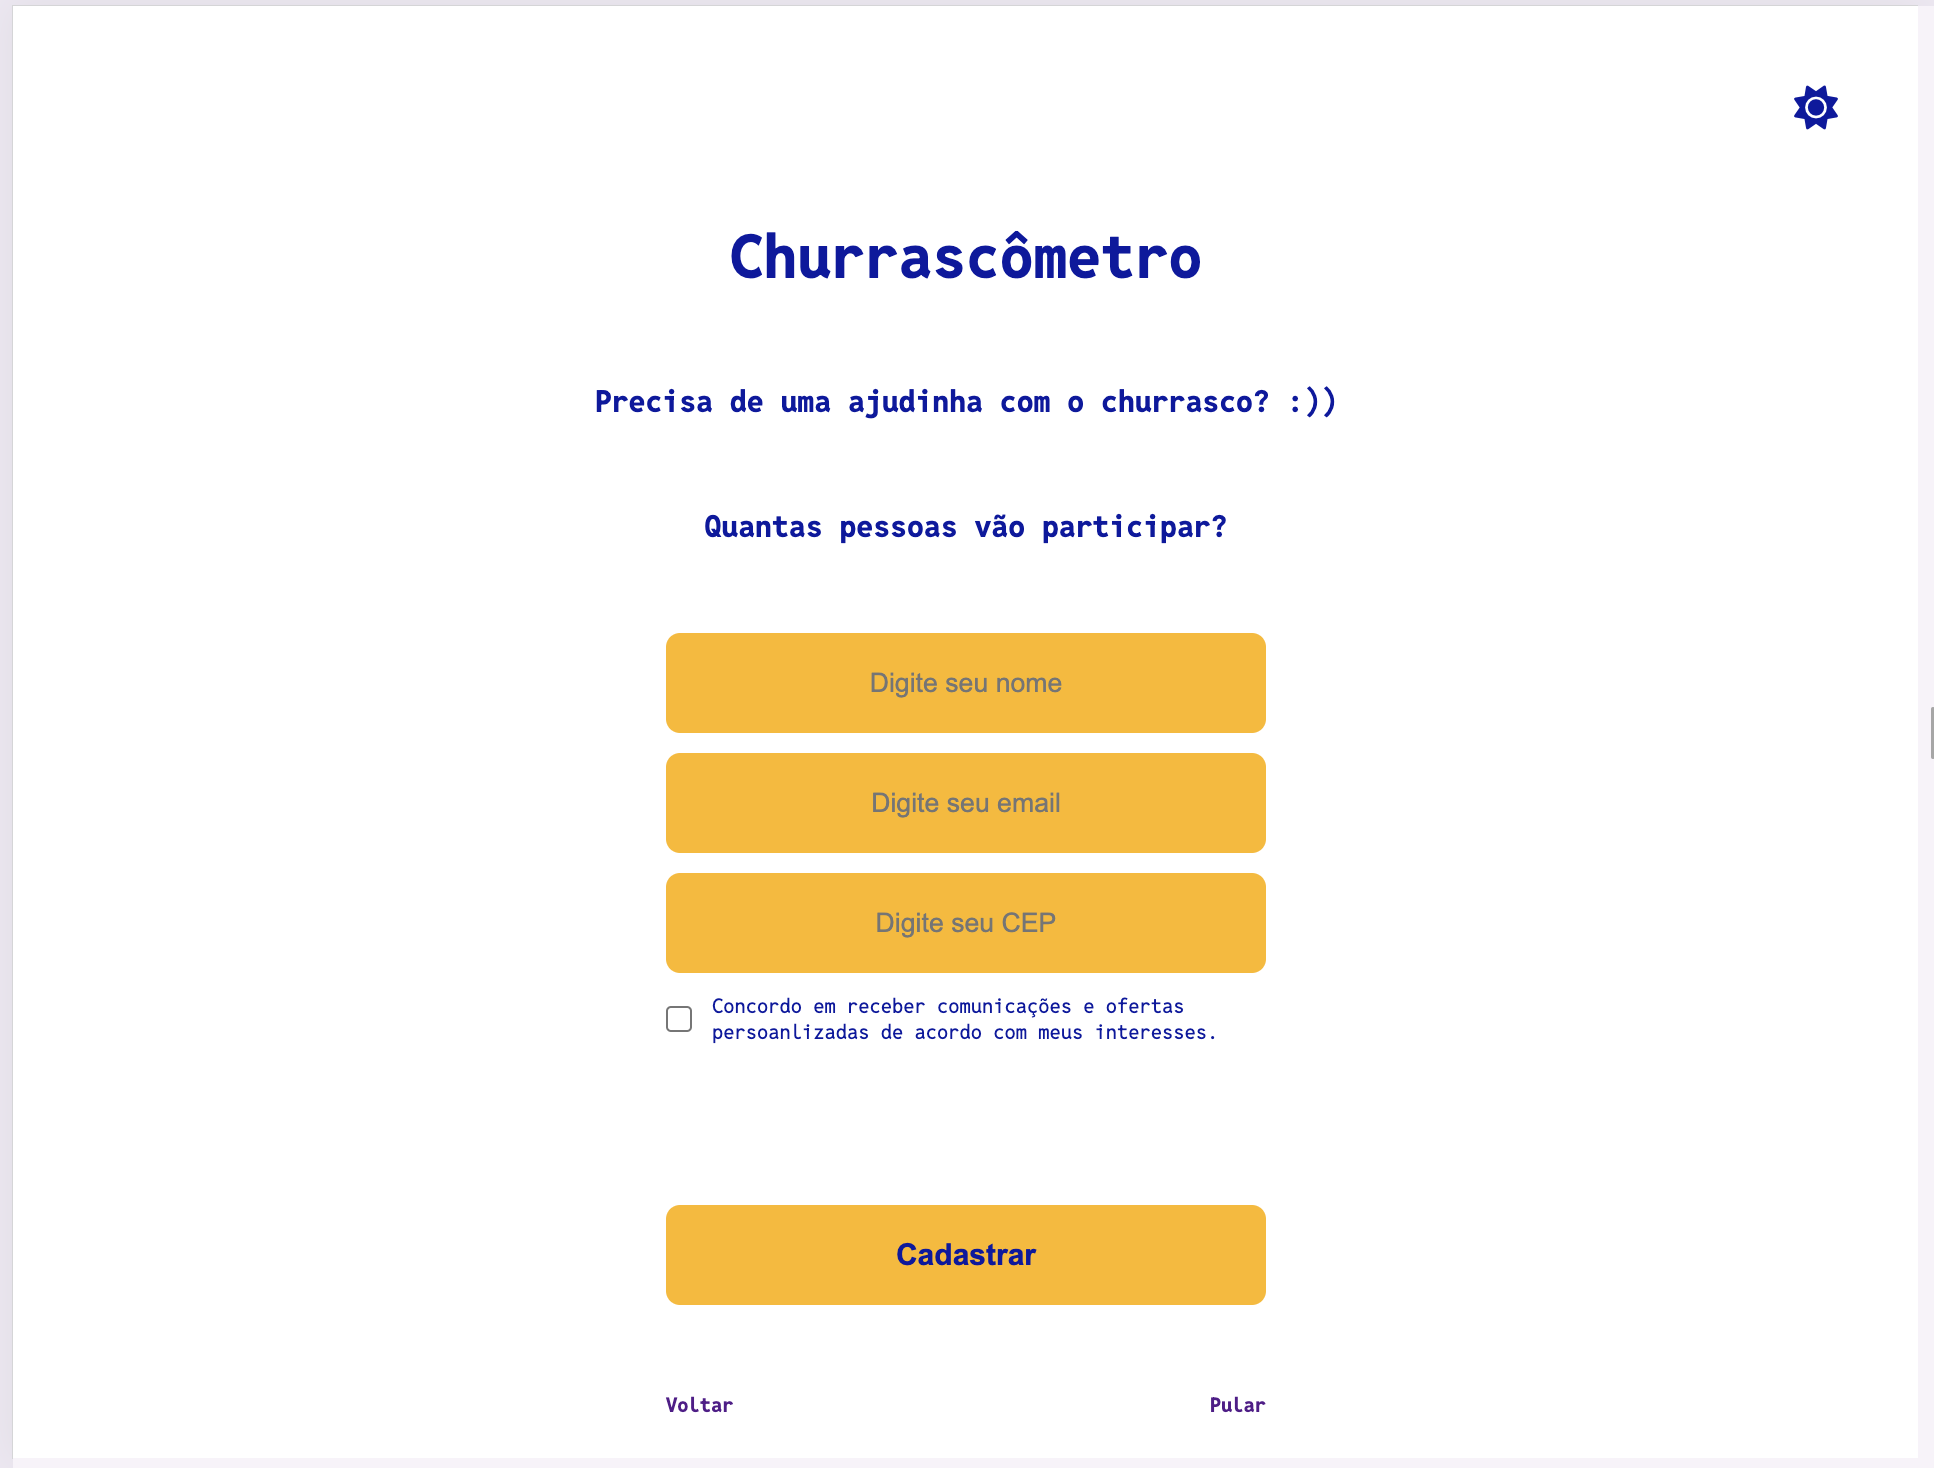 Churrascômetro
Precisa de uma ajudinha com o churrasco? :))
Quantas pessoas vão participar?
Digite seu nome
Digite seu email
Digite seu CEP
Concordo em receber comunicações e ofertas
persoanlizadas de acordo com meus interesses.
Cadastrar
Voltar
Pular